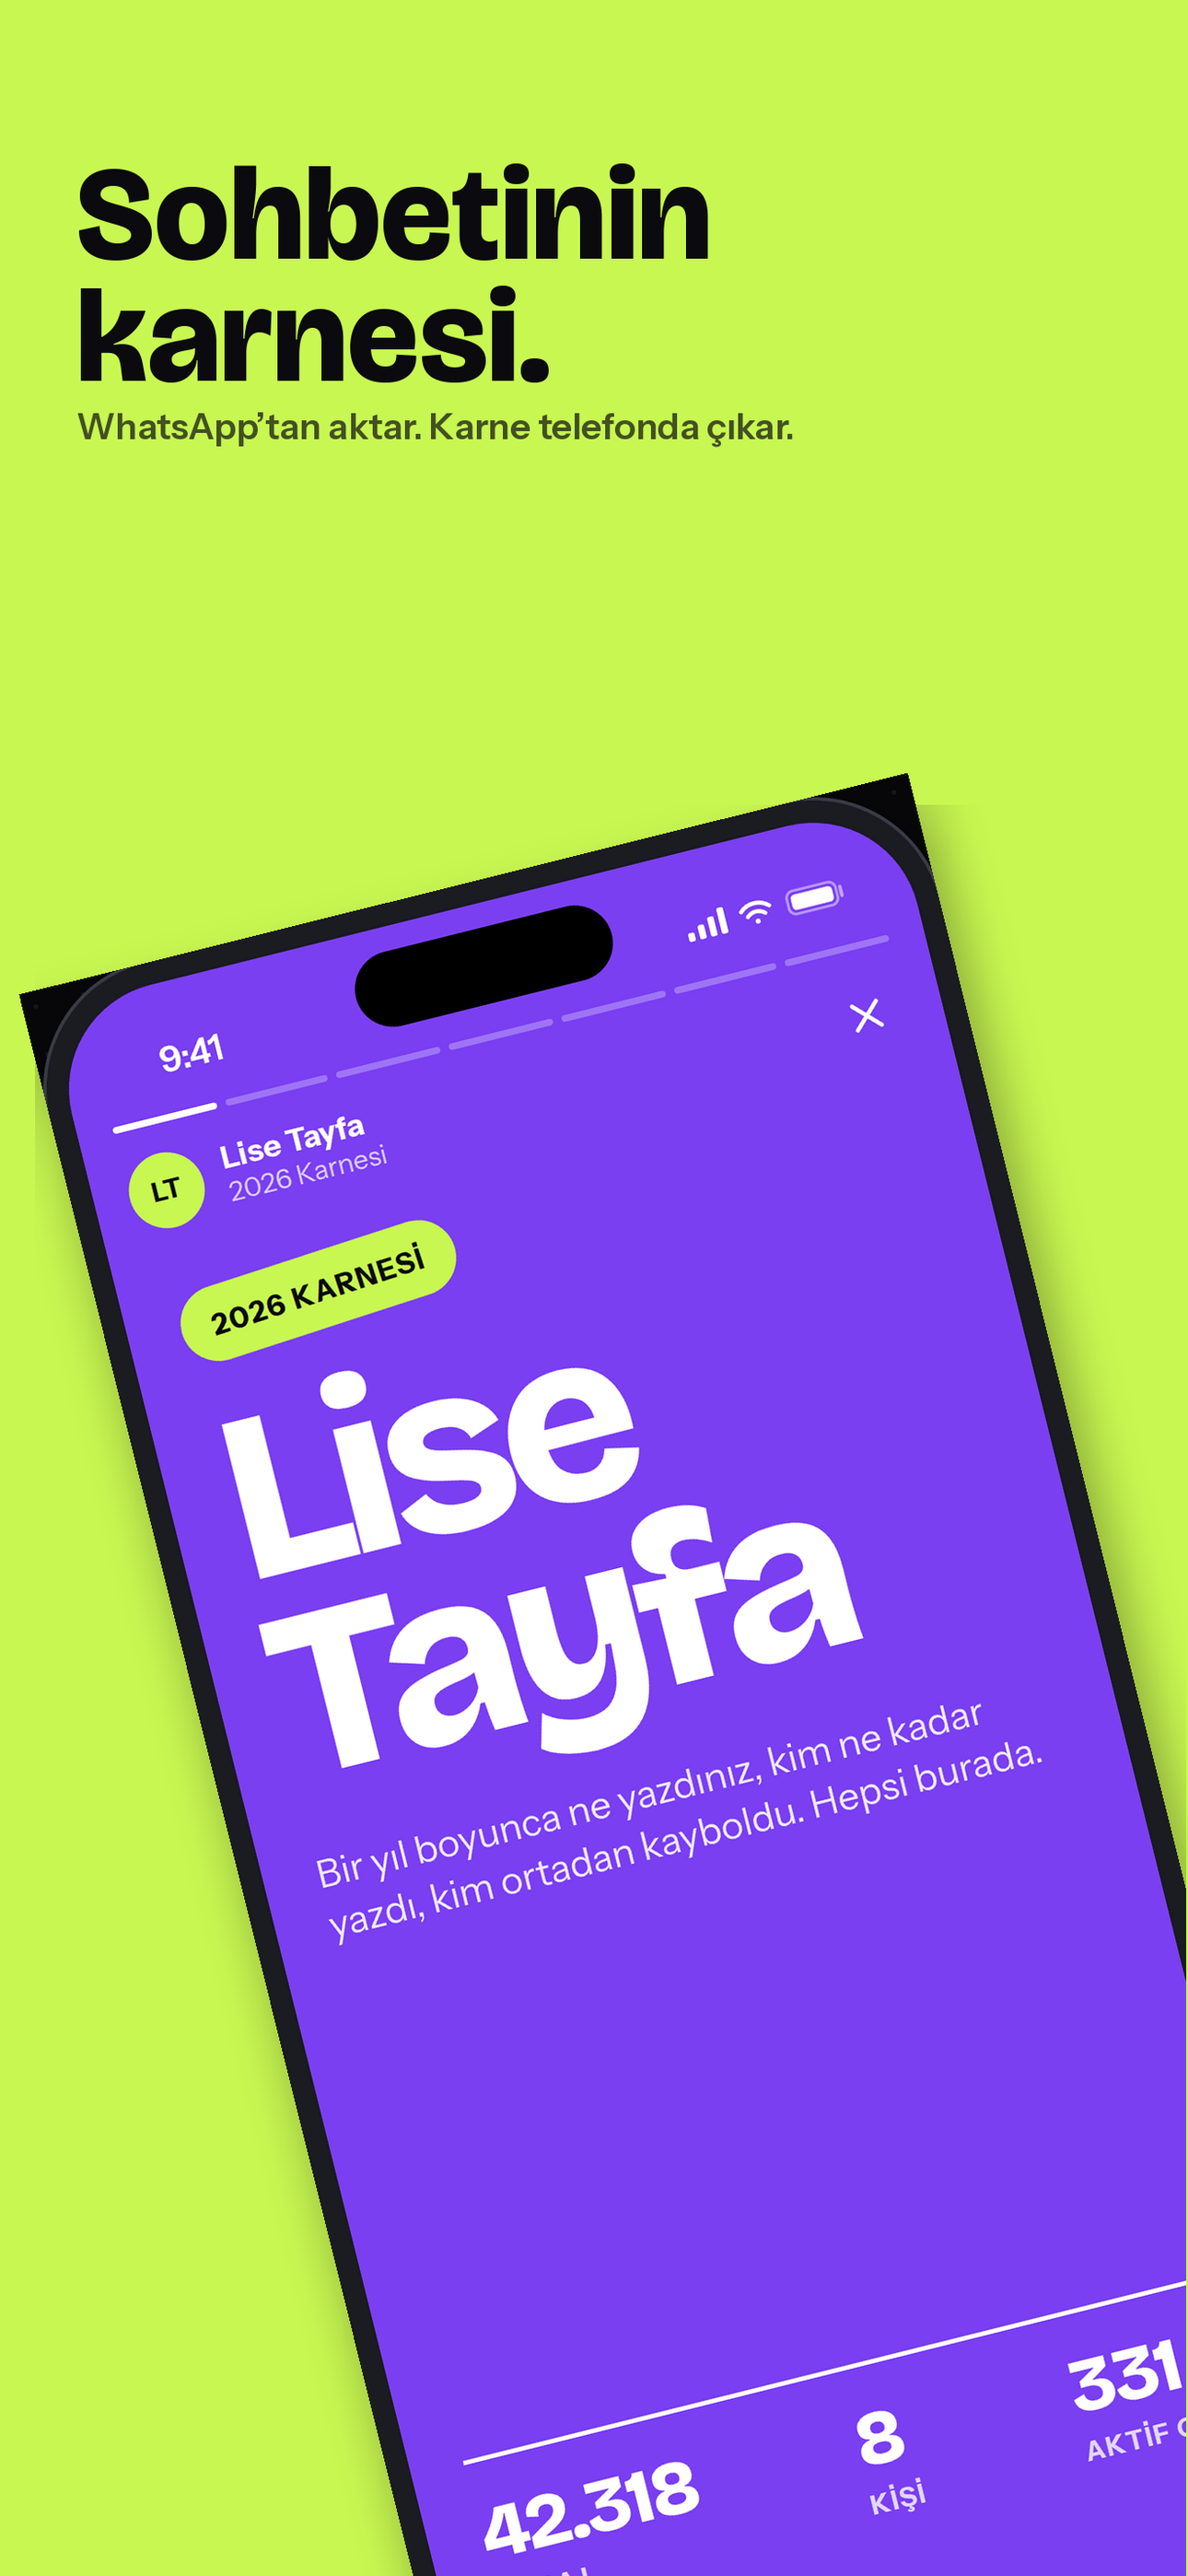 Sohbetinin
karnesi.
WhatsApp’tan aktar. Karne telefonda çıkar.
9:41
LT
Lise Tayfa
2026 Karnesi
2026 KARNESİ
Lise
Tayfa
Bir yıl boyunca ne yazdınız, kim ne kadar
yazdı, kim ortadan kayboldu. Hepsi burada.
42.318
8
KİŞİ
331
AKTİF